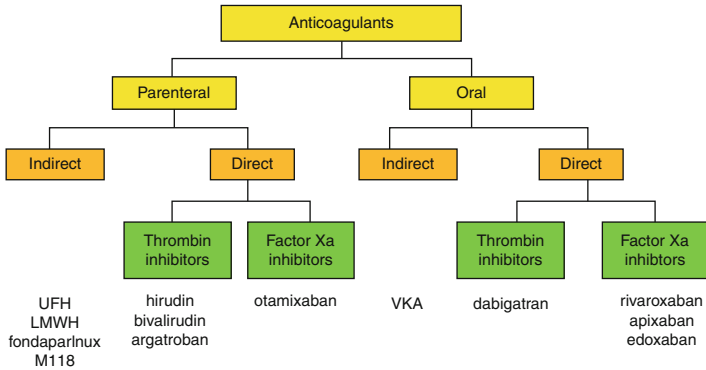 Anticoagulants
Parenteral
Oral
Indirect
Direct
Indirect
Direct
Thrombin
inhibitors
Factor Xa
inhibitors
Thrombin
inhibitors
Factor Xa
inhibitors
UFH
LMWH
fondaparlnux
M118
hirudin
bivalirudin
argatroban
otamixaban
VKA
dabigatran
rivaroxaban
apixaban
edoxaban